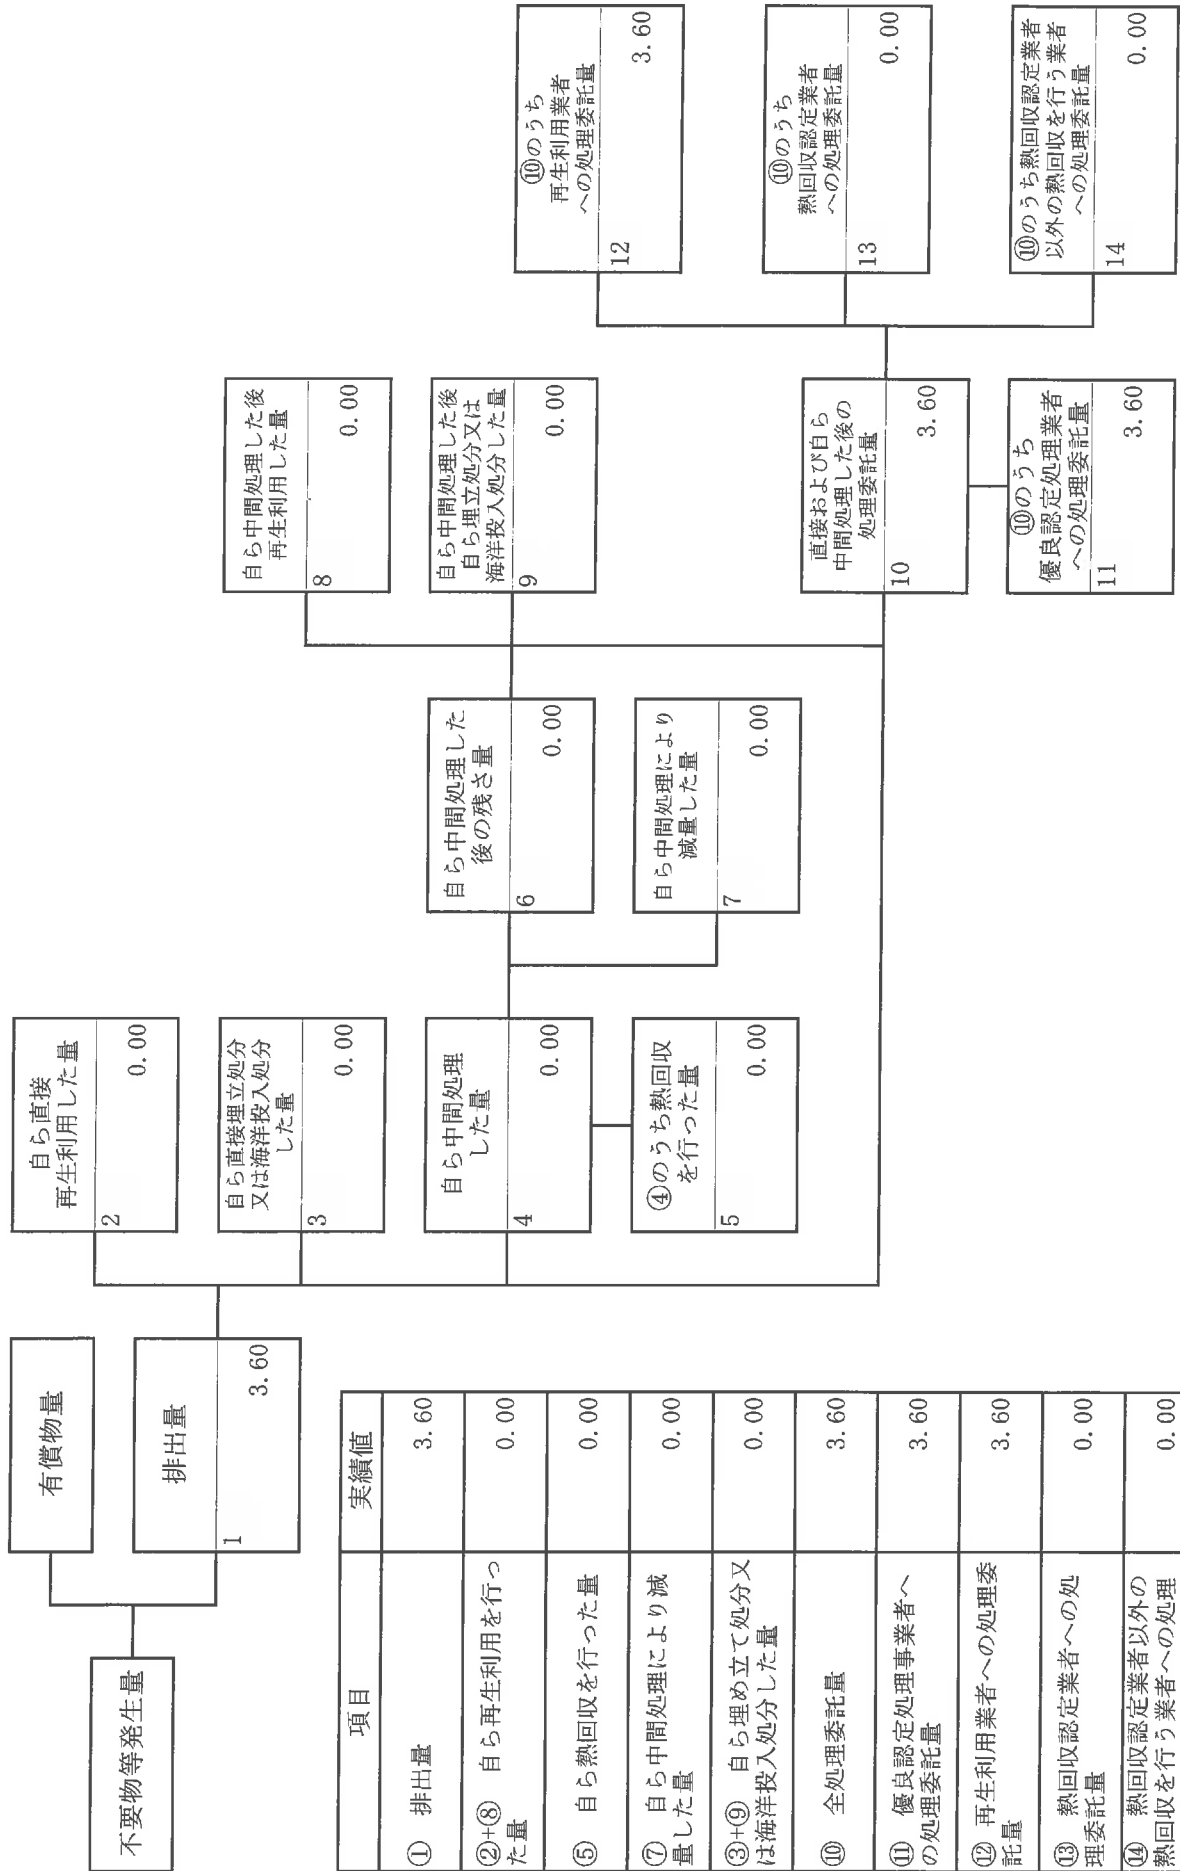 不要物等発生量
有償物量
排出量
1
3.60
自ら直接
再生利用した量
2
0.00
自ら直接埋立処分
又は海洋投入処分
した量
3
0.00
自ら中間処理
した量
4
0.00
④のうち熱回収
を行った量
5
0.00
自ら中間処理した
後の残さ量
6
0.00
自ら中間処理により
減量した量
7
0.00
自ら中間処理した後
再生利用した量
8
0.00
自ら中間処理した後
自ら埋立処分又は
海洋投入処分した量
9
0.00
直接および自ら
中間処理した後の
処理委託量
10
3.60
⑩のうち
優良認定処理業者
への処理委託量
11
3.60
⑩のうち
再生利用業者
への処理委託量
12
3.60
⑩のうち
熱回収認定業者
への処理委託量
13
0.00
⑩のうち熱回収認定業者
以外の熱回収を行う業者
への処理委託量
14
0.00
項目 実績値
① 排出量 3.60
②+⑧ 自ら再生利用を行っ
た量 0.00
⑤ 自ら熱回収を行った量 0.00
⑦ 自ら中間処理により減
量した量 0.00
③+⑨ 自ら埋め立て処分又
は海洋投入処分した量 0.00
⑩ 全処理委託量 3.60
⑪ 優良認定処理事業者へ
の処理委託量 3.60
⑫ 再生利用業者への処理委
託量 3.60
⑬ 熱回収認定業者への処
理委託量 0.00
⑭ 熱回収認定業者以外の
熱回収を行う業者への処理 0.00